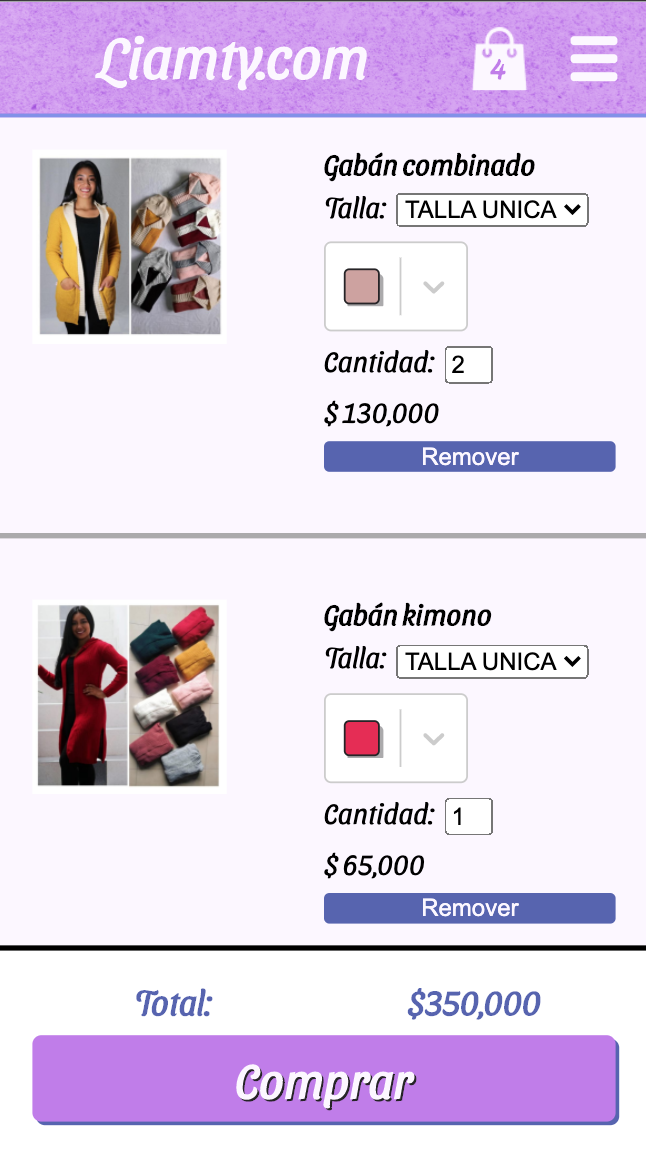 Liamty.com
4
Gabán combinado
Talla: TALLA UNICA
Cantidad: 2
$ 130,000
Remover
Gabán kimono
Talla: TALLA UNICA
Cantidad: 1
$ 65,000
Remover
Total: $350,000
Comprar